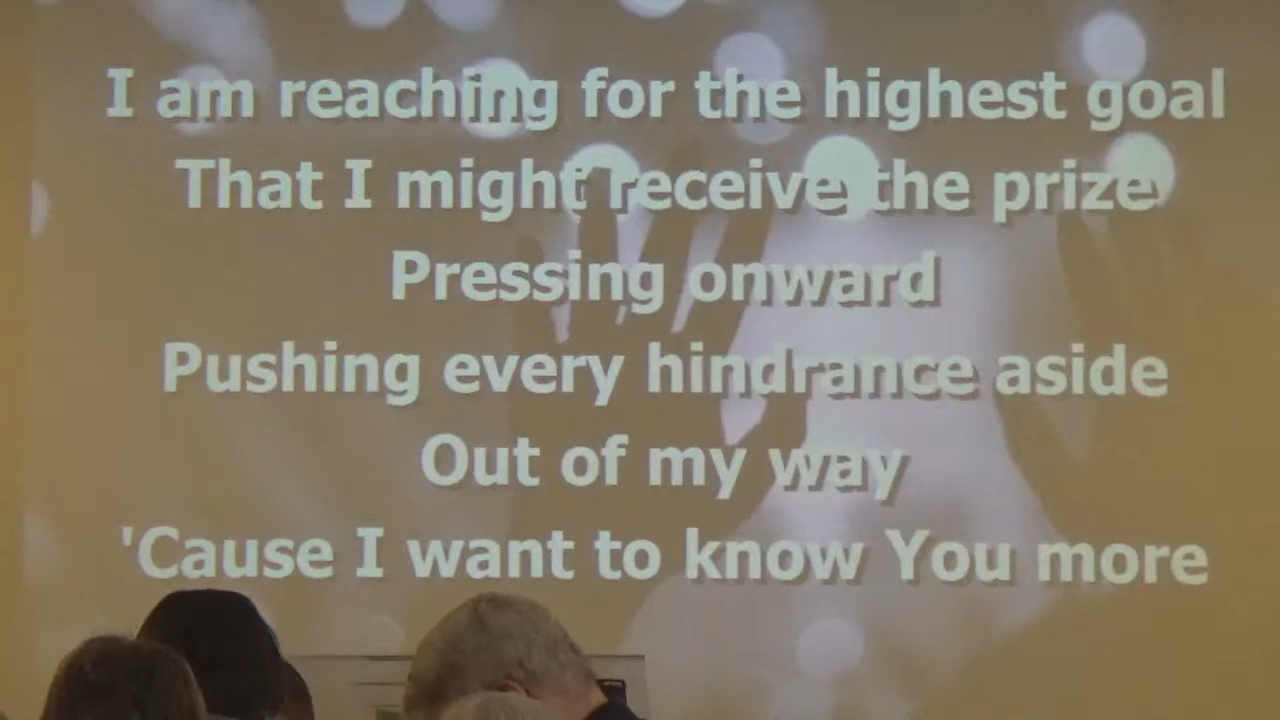 I am reaching for the highest goal
That I might receive the prize
Pressing onward
Pushing every hindrance aside
Out of my way
'Cause I want to know You more